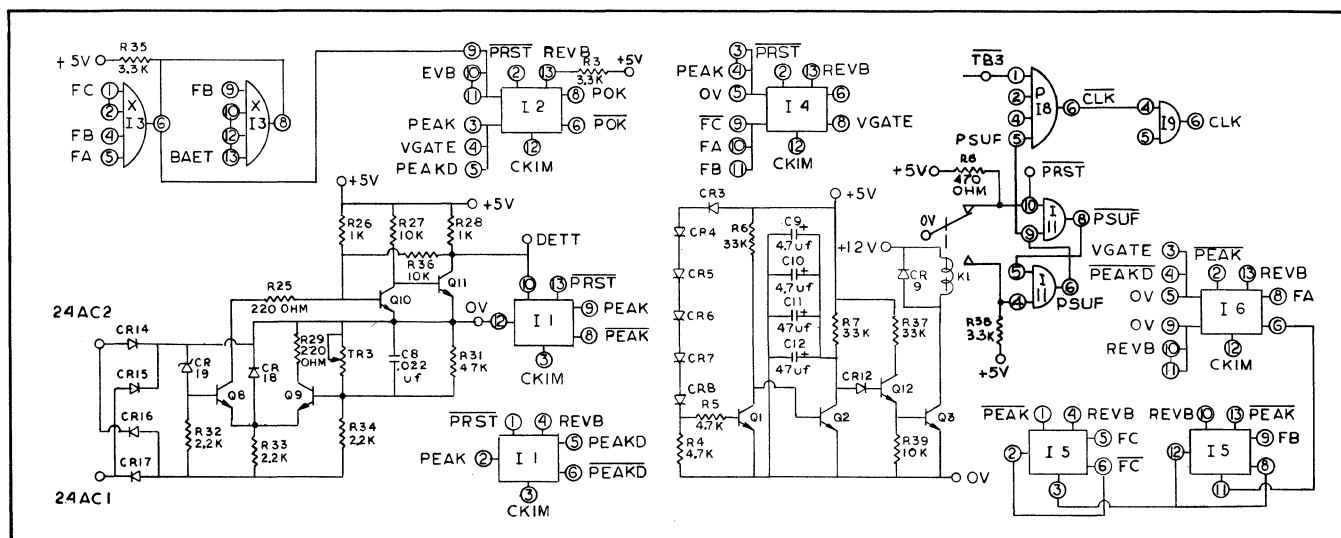 R35
+5V
3.3K
FC 1
2
FB 4
FA 5
X
I3
6
FB 9
10
12
BAET 13
X
I3
8
9 PRST REVB R3 +5V
2 13 3.3K
EVB 10
11
I2
8 POK
6 POK
PEAK 3
VGATE 4
PEAKD 5
12
CKIM
3 PRST
PEAK 4
2 13 REVB
OV 5
I4
6
FC 9
8 VGATE
FA 10
FB 11
12
CKIM
TB3
1
2
4
5
P
I8
6 CLK
4
5
I9
6 CLK
PSUF
R8
+5V
470
OHM
PRST
10
9
I
11
8 PSUF
OV
5
4
I
11
6
PSUF
R38
3.3K
+5V
VGATE 3
PEAKD 4
OV 5
OV 9
REVB 10
11
PEAK
2 13 REVB
I6
8 FA
6
12
CKIM
+5V
+5V
R26
1K
R27
10K
R28
1K
R36
10K
DETT
Q11
Q10
R25
220 OHM
10 13 PRST
OV 12
I1
9 PEAK
8 PEAK
3
CKIM
24AC2
CR14
CR15
CR16
CR17
24AC1
CR
19
R29
220
OHM
CR
18
TR3
C8
.022
uf
R31
47K
Q8
Q9
R32
2.2K
R33
2.2K
R34
2.2K
PRST 1 4 REVB
PEAK 2
I1
5 PEAKD
6 PEAKD
3
CKIM
CR3
CR4
CR5
CR6
CR7
CR8
+5V
R6
33K
C9
4.7uf
C10
4.7uf
C11
47uf
C12
47uf
R7
33K
R37
33K
+12V
CR
9
K1
CR12
Q12
R5
4.7K
R4
4.7K
Q1
Q2
Q3
R39
10K
OV
PEAK 1 4 REVB
2
I5
5 FC
6 FC
3
REVB 10 13 PEAK
12
I5
9 FB
8
11